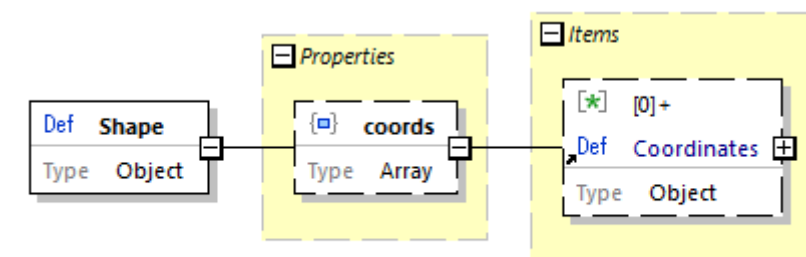 Items
Properties
[*] [0]+
Def Shape
{} coords
Def Coordinates
Type Object
Type Array
Type Object